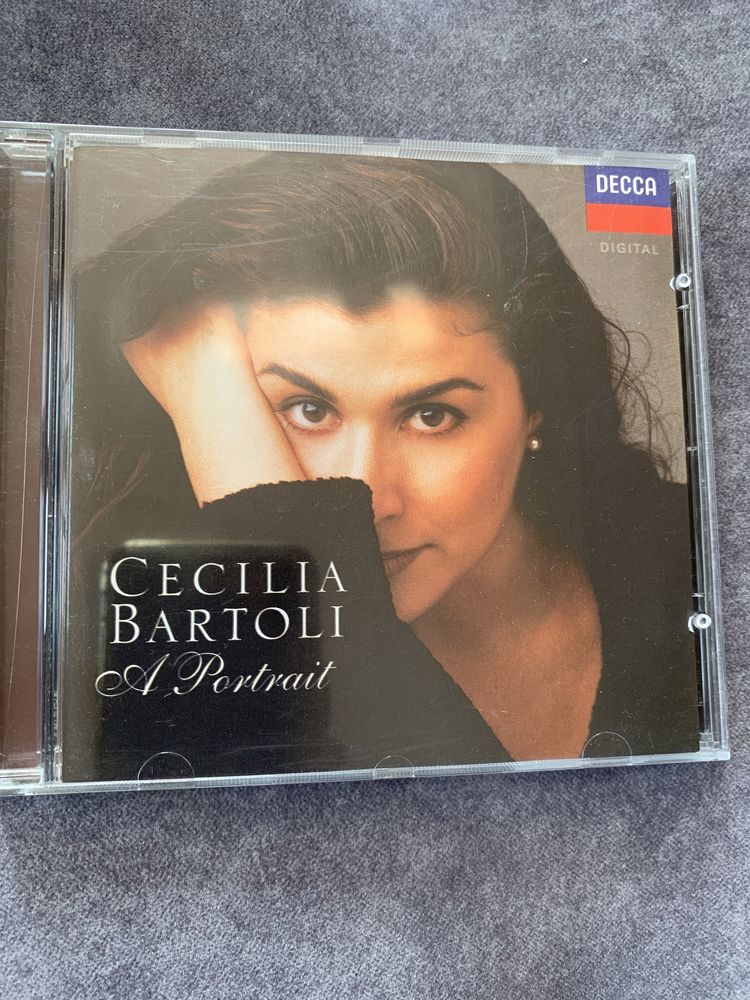 DECCA
DIGITAL
CECILIA
BARTOLI
A Portrait